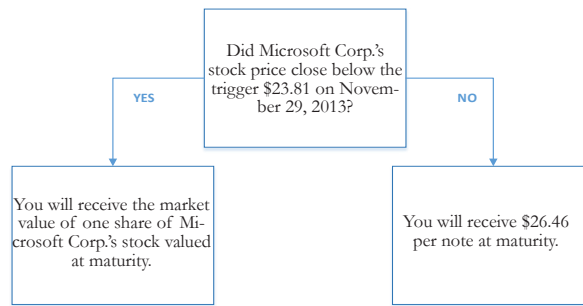 Did Microsoft Corp.'s
stock price close below the
trigger $23.81 on Novem-
ber 29, 2013?
YES
NO
You will receive the market
value of one share of Mi-
crosoft Corp.'s stock valued
at maturity.
You will receive $26.46
per note at maturity.